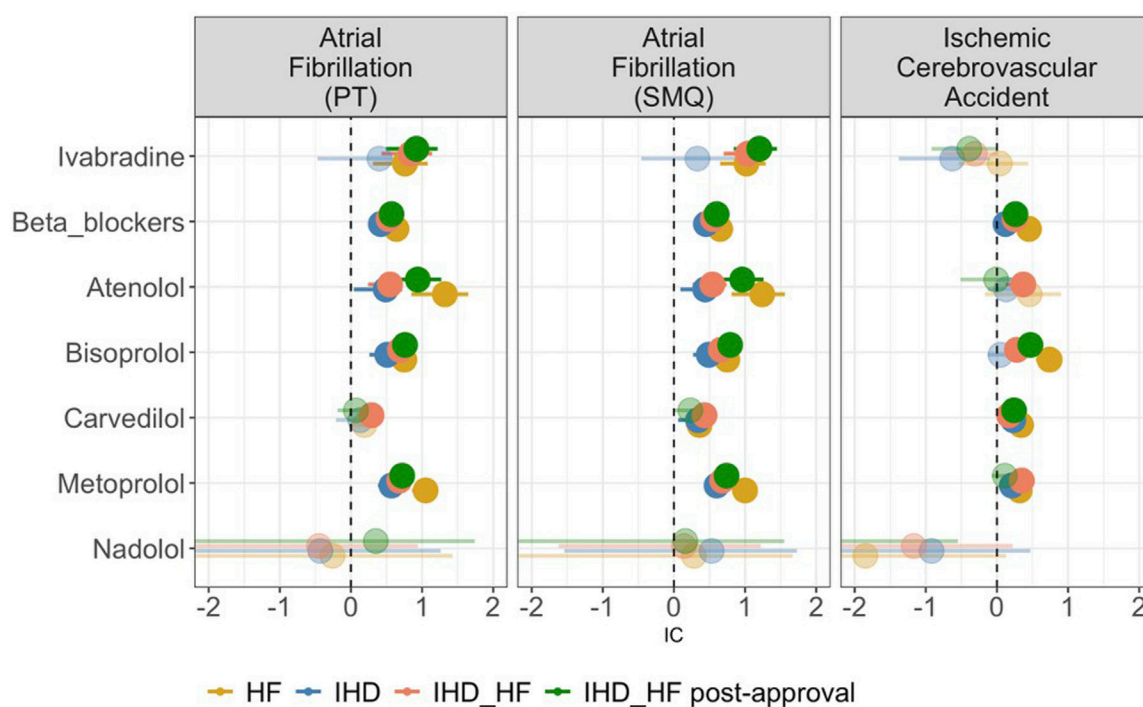 Atrial
Fibrillation
(PT)
Atrial
Fibrillation
(SMQ)
Ischemic
Cerebrovascular
Accident
Ivabradine
Beta_blockers
Atenolol
Bisoprolol
Carvedilol
Metoprolol
Nadolol
-2 -1 0 1 2 -2 -1 0 1 2 -2 -1 0 1 2
IC
HF IHD IHD_HF IHD_HF post-approval